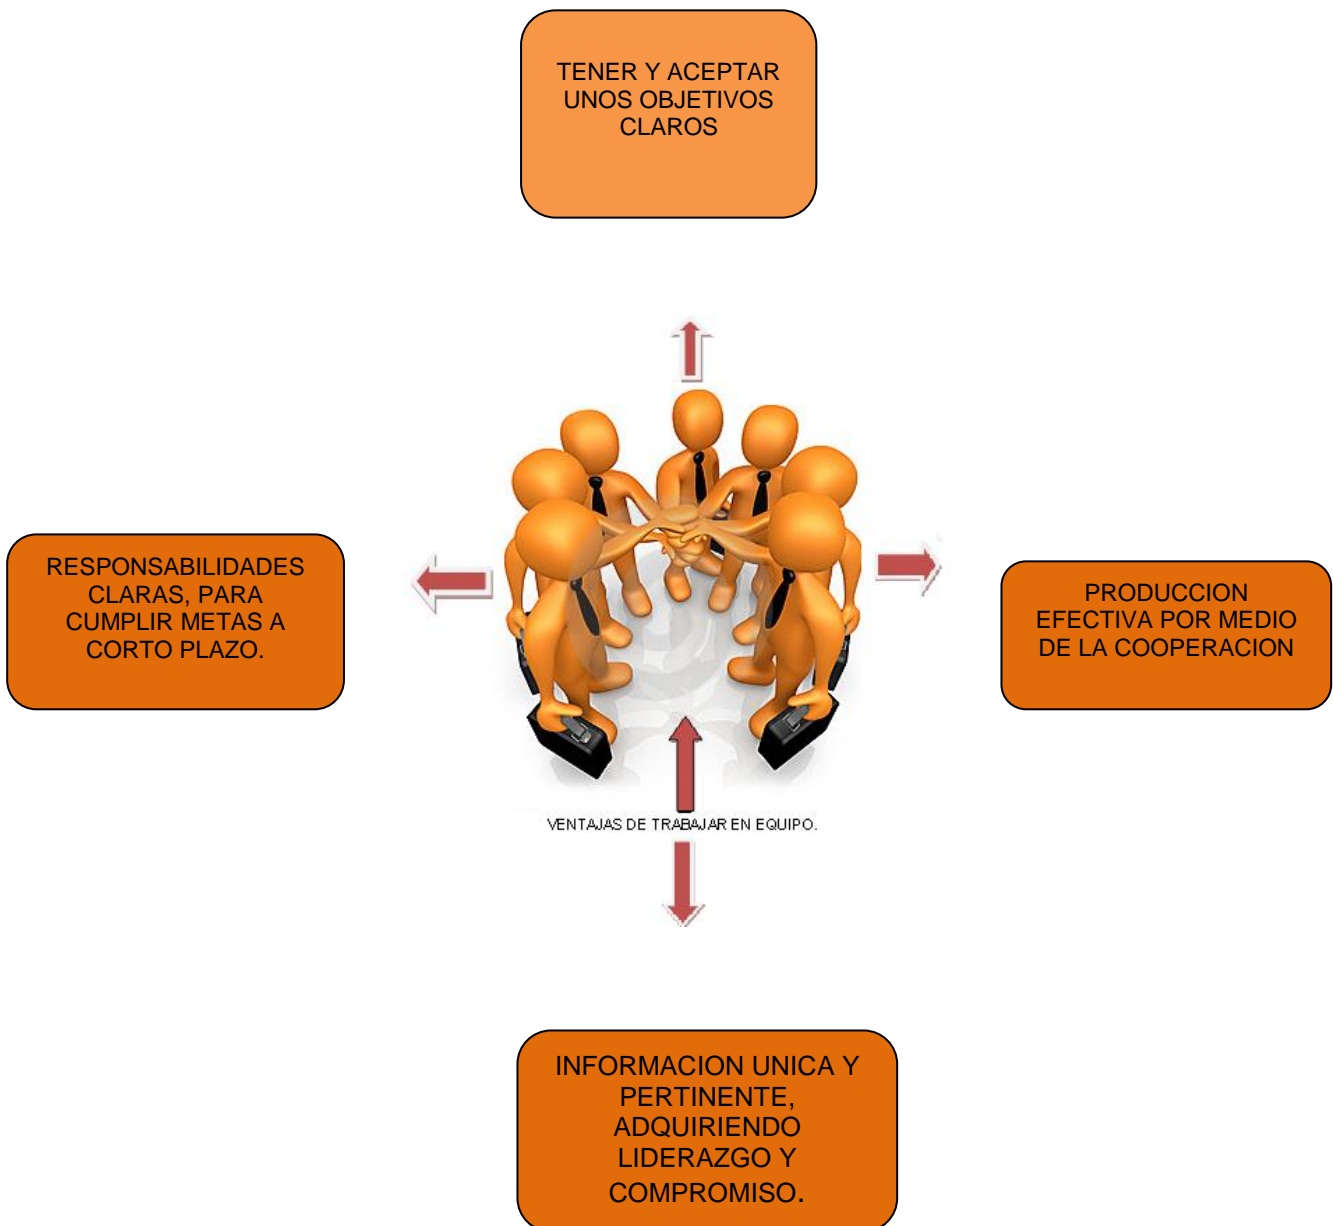 TENER Y ACEPTAR
UNOS OBJETIVOS
CLAROS
RESPONSABILIDADES
CLARAS, PARA
CUMPLIR METAS A
CORTO PLAZO.
PRODUCCION
EFECTIVA POR MEDIO
DE LA COOPERACION
VENTAJAS DE TRABAJAR EN EQUIPO.
INFORMACION UNICA Y
PERTINENTE,
ADQUIRIENDO
LIDERAZGO Y
COMPROMISO.